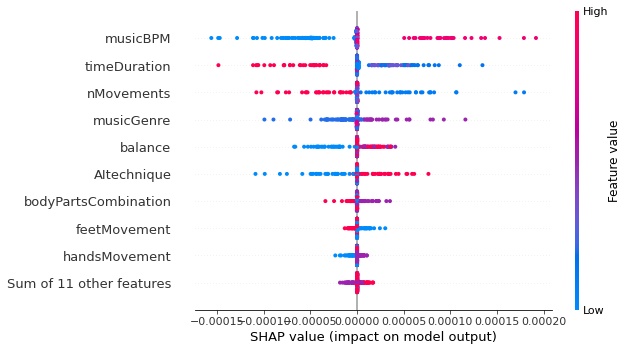 High
musicBPM
timeDuration
nMovements
musicGenre
balance
AItechnique
bodyPartsCombination
feetMovement
handsMovement
Sum of 11 other features
Feature value
Low
−0.00015 −0.00010 −0.00005 0.00000 0.00005 0.00010 0.00015 0.00020
SHAP value (impact on model output)